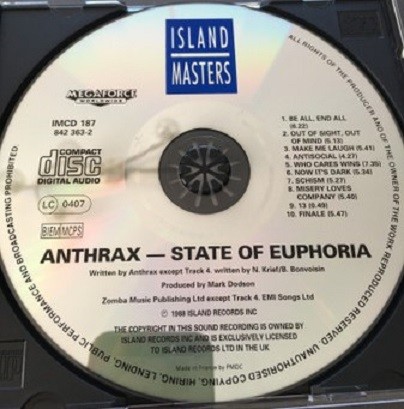 ISLAND
MASTERS
MEGAFORCE
WORLDWIDE
IMCD 187
842 363-2
COMPACT
disc
DIGITAL AUDIO
LC 0407
BIEM/MCPS
1. BE ALL, END ALL
(6.22)
2. OUT OF SIGHT, OUT
OF MIND (5.13)
3. MAKE ME LAUGH (5.41)
4. ANTISOCIAL (4.27)
5. WHO CARES WINS (7.35)
6. NOW IT'S DARK (5.34)
7. SCHISM (5.27)
8. MISERY LOVES
COMPANY (5.40)
9. 13 (0.49)
10. FINALE (5.47)
ANTHRAX — STATE OF EUPHORIA
Written by Anthrax except Track 4. written by N. Krief/B. Bonvoisin
Produced by Mark Dodson
Zomba Music Publishing Ltd except Track 4. EMI Songs Ltd
℗ 1988 ISLAND RECORDS INC
THE COPYRIGHT IN THIS SOUND RECORDING IS OWNED BY
ISLAND RECORDS INC AND IS EXCLUSIVELY LICENSED
TO ISLAND RECORDS LTD IN THE UK
Made in France by PMDC
ALL RIGHTS OF THE PRODUCER AND OF THE OWNER OF THE WORK REPRODUCED RESERVED. UNAUTHORISED COPYING, HIRING, LENDING, PUBLIC PERFORMANCE AND BROADCASTING PROHIBITED